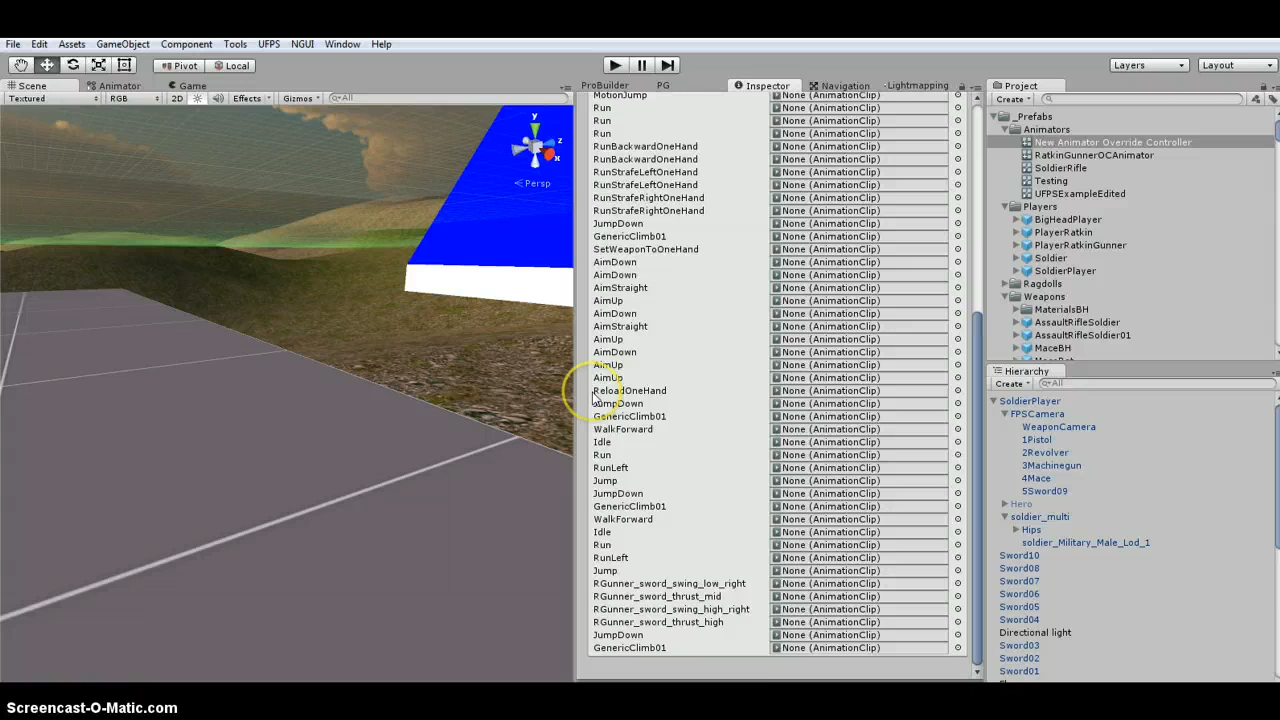 File Edit Assets GameObject Component Tools UFPS NGUI Window Help
Pivot Local Layers Layout
Scene Animator Game ProBuilder PG Inspector Navigation Lightmapping Project
Textured RGB 2D Effects Gizmos All
y
z
x
Persp
MotionJump None (AnimationClip)
Run None (AnimationClip)
Run None (AnimationClip)
Run None (AnimationClip)
RunBackwardOneHand None (AnimationClip)
RunBackwardOneHand None (AnimationClip)
RunStrafeLeftOneHand None (AnimationClip)
RunStrafeLeftOneHand None (AnimationClip)
RunStrafeRightOneHand None (AnimationClip)
RunStrafeRightOneHand None (AnimationClip)
JumpDown None (AnimationClip)
GenericClimb01 None (AnimationClip)
SetWeaponToOneHand None (AnimationClip)
AimDown None (AnimationClip)
AimDown None (AnimationClip)
AimStraight None (AnimationClip)
AimUp None (AnimationClip)
AimDown None (AnimationClip)
AimStraight None (AnimationClip)
AimUp None (AnimationClip)
AimDown None (AnimationClip)
AimUp None (AnimationClip)
AimUp None (AnimationClip)
ReloadOneHand None (AnimationClip)
JumpDown None (AnimationClip)
GenericClimb01 None (AnimationClip)
WalkForward None (AnimationClip)
Idle None (AnimationClip)
Run None (AnimationClip)
RunLeft None (AnimationClip)
Jump None (AnimationClip)
JumpDown None (AnimationClip)
GenericClimb01 None (AnimationClip)
WalkForward None (AnimationClip)
Idle None (AnimationClip)
Run None (AnimationClip)
RunLeft None (AnimationClip)
Jump None (AnimationClip)
RGunner_sword_swing_low_right None (AnimationClip)
RGunner_sword_thrust_mid None (AnimationClip)
RGunner_sword_swing_high_right None (AnimationClip)
RGunner_sword_thrust_high None (AnimationClip)
JumpDown None (AnimationClip)
GenericClimb01 None (AnimationClip)
Create
_Prefabs
Animators
New Animator Override Controller
RatkinGunnerOCAnimator
SoldierRifle
Testing
UFPSExampleEdited
Players
BigHeadPlayer
PlayerRatkin
PlayerRatkinGunner
Soldier
SoldierPlayer
Ragdolls
Weapons
MaterialsBH
AssaultRifleSoldier
AssaultRifleSoldier01
MaceBH
Hierarchy
Create All
SoldierPlayer
FPSCamera
WeaponCamera
1Pistol
2Revolver
3Machinegun
4Mace
5Sword09
Hero
soldier_multi
Hips
soldier_Military_Male_Lod_1
Sword10
Sword08
Sword07
Sword06
Sword05
Sword04
Directional light
Sword03
Sword02
Sword01
Screencast-O-Matic.com